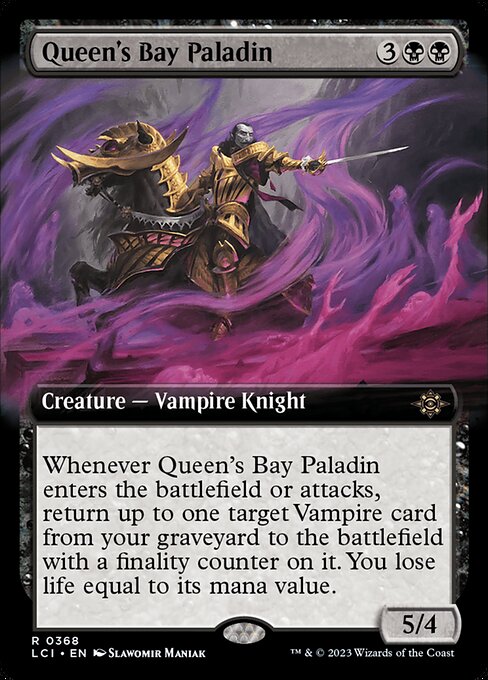 Queen's Bay Paladin 3
Creature — Vampire Knight
Whenever Queen's Bay Paladin
enters the battlefield or attacks,
return up to one target Vampire card
from your graveyard to the battlefield
with a finality counter on it. You lose
life equal to its mana value.
5/4
R 0368
LCI • EN Slawomir Maniak ™ & © 2023 Wizards of the Coast